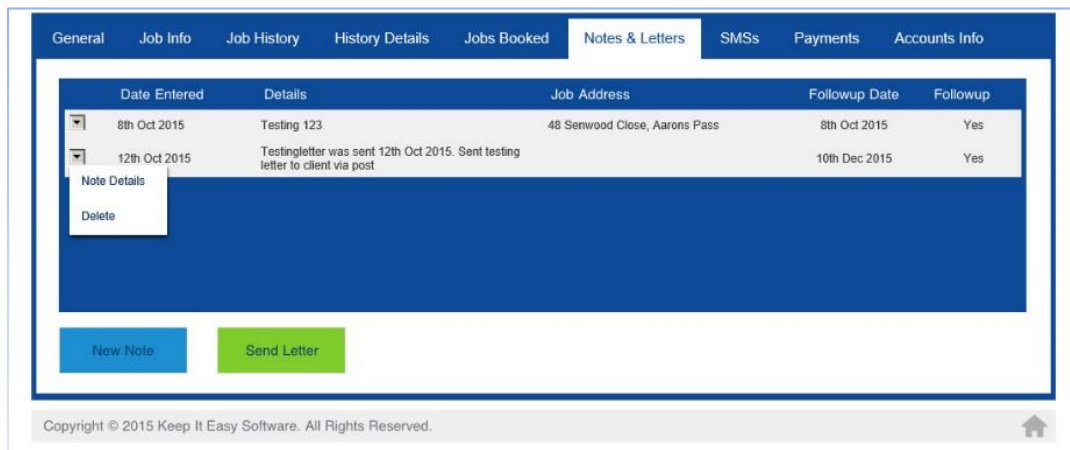 General Job Info Job History History Details Jobs Booked Notes & Letters SMSs Payments Accounts Info
Date Entered Details Job Address Followup Date Followup
8th Oct 2015 Testing 123 48 Senwood Close, Aarons Pass 8th Oct 2015 Yes
12th Oct 2015 Testingletter was sent 12th Oct 2015. Sent testing
letter to client via post 10th Dec 2015 Yes
Note Details
Delete
New Note Send Letter
Copyright © 2015 Keep It Easy Software. All Rights Reserved.